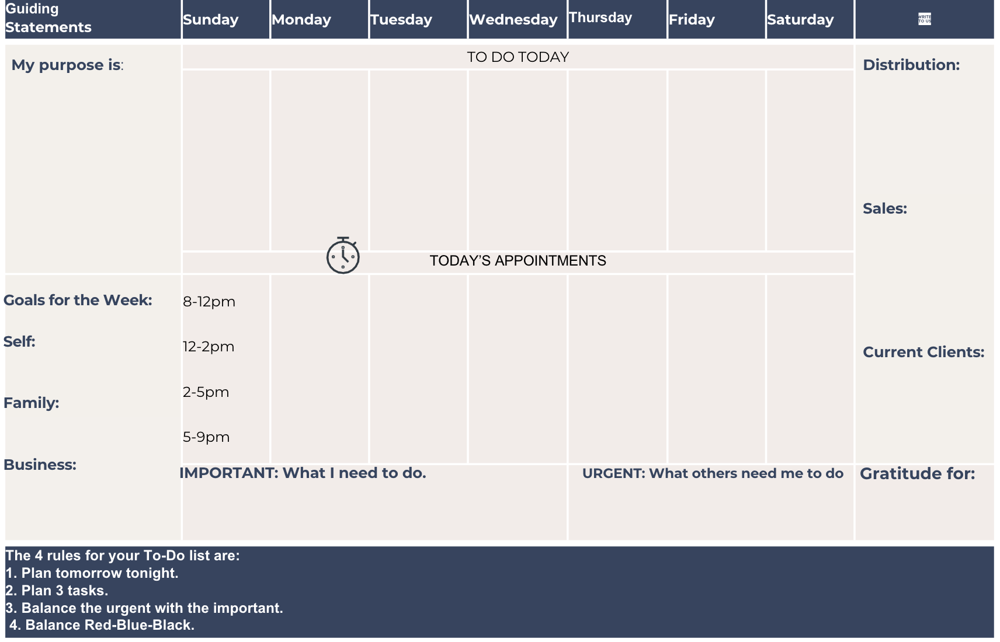 Guiding
Statements
Sunday
Monday
Tuesday
Wednesday
Thursday
Friday
Saturday
WRITE
TO US
My purpose is:
TO DO TODAY
Distribution:
Sales:
TODAY’S APPOINTMENTS
Goals for the Week:
8-12pm
Self:
12-2pm
Current Clients:
2-5pm
Family:
5-9pm
Business:
IMPORTANT: What I need to do.
URGENT: What others need me to do
Gratitude for:
The 4 rules for your To-Do list are:
1. Plan tomorrow tonight.
2. Plan 3 tasks.
3. Balance the urgent with the important.
4. Balance Red-Blue-Black.